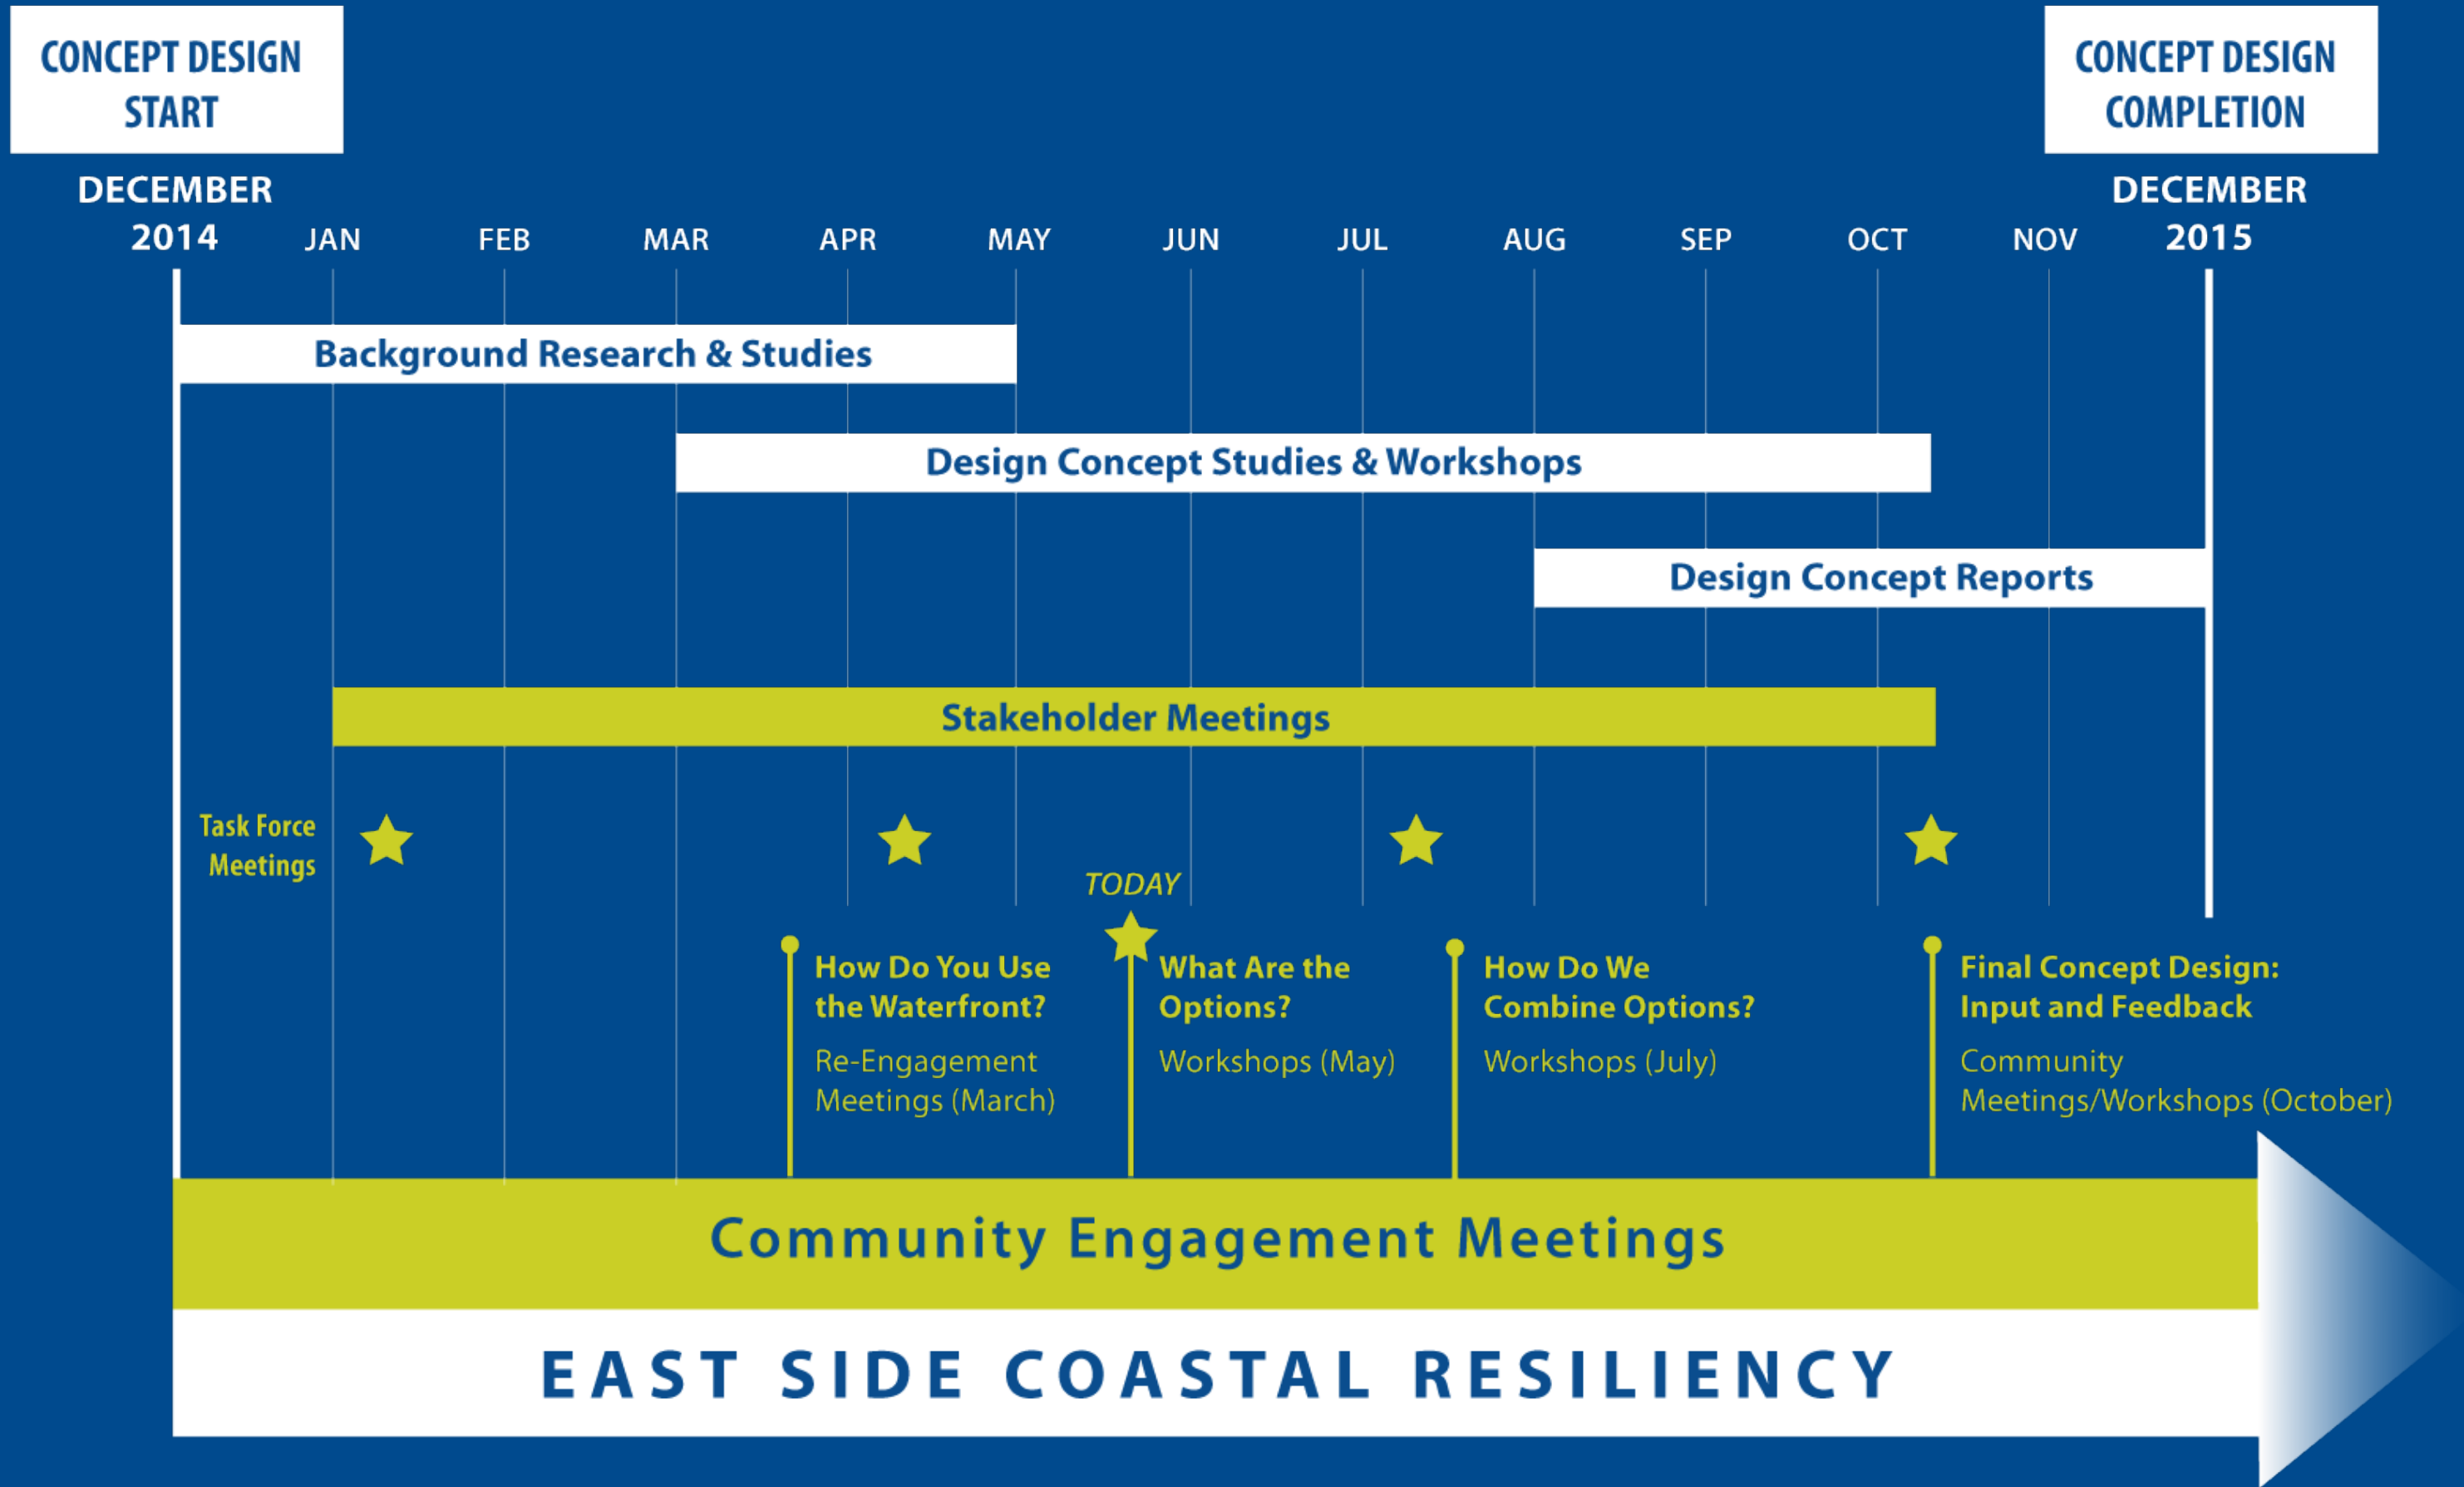 CONCEPT DESIGN
START
CONCEPT DESIGN
COMPLETION
DECEMBER
2014
JAN
FEB
MAR
APR
MAY
JUN
JUL
AUG
SEP
OCT
NOV
DECEMBER
2015
Background Research & Studies
Design Concept Studies & Workshops
Design Concept Reports
Stakeholder Meetings
Task Force
Meetings
TODAY
How Do You Use
the Waterfront?
Re-Engagement
Meetings (March)
What Are the
Options?
Workshops (May)
How Do We
Combine Options?
Workshops (July)
Final Concept Design:
Input and Feedback
Community
Meetings/Workshops (October)
Community Engagement Meetings
EAST SIDE COASTAL RESILIENCY